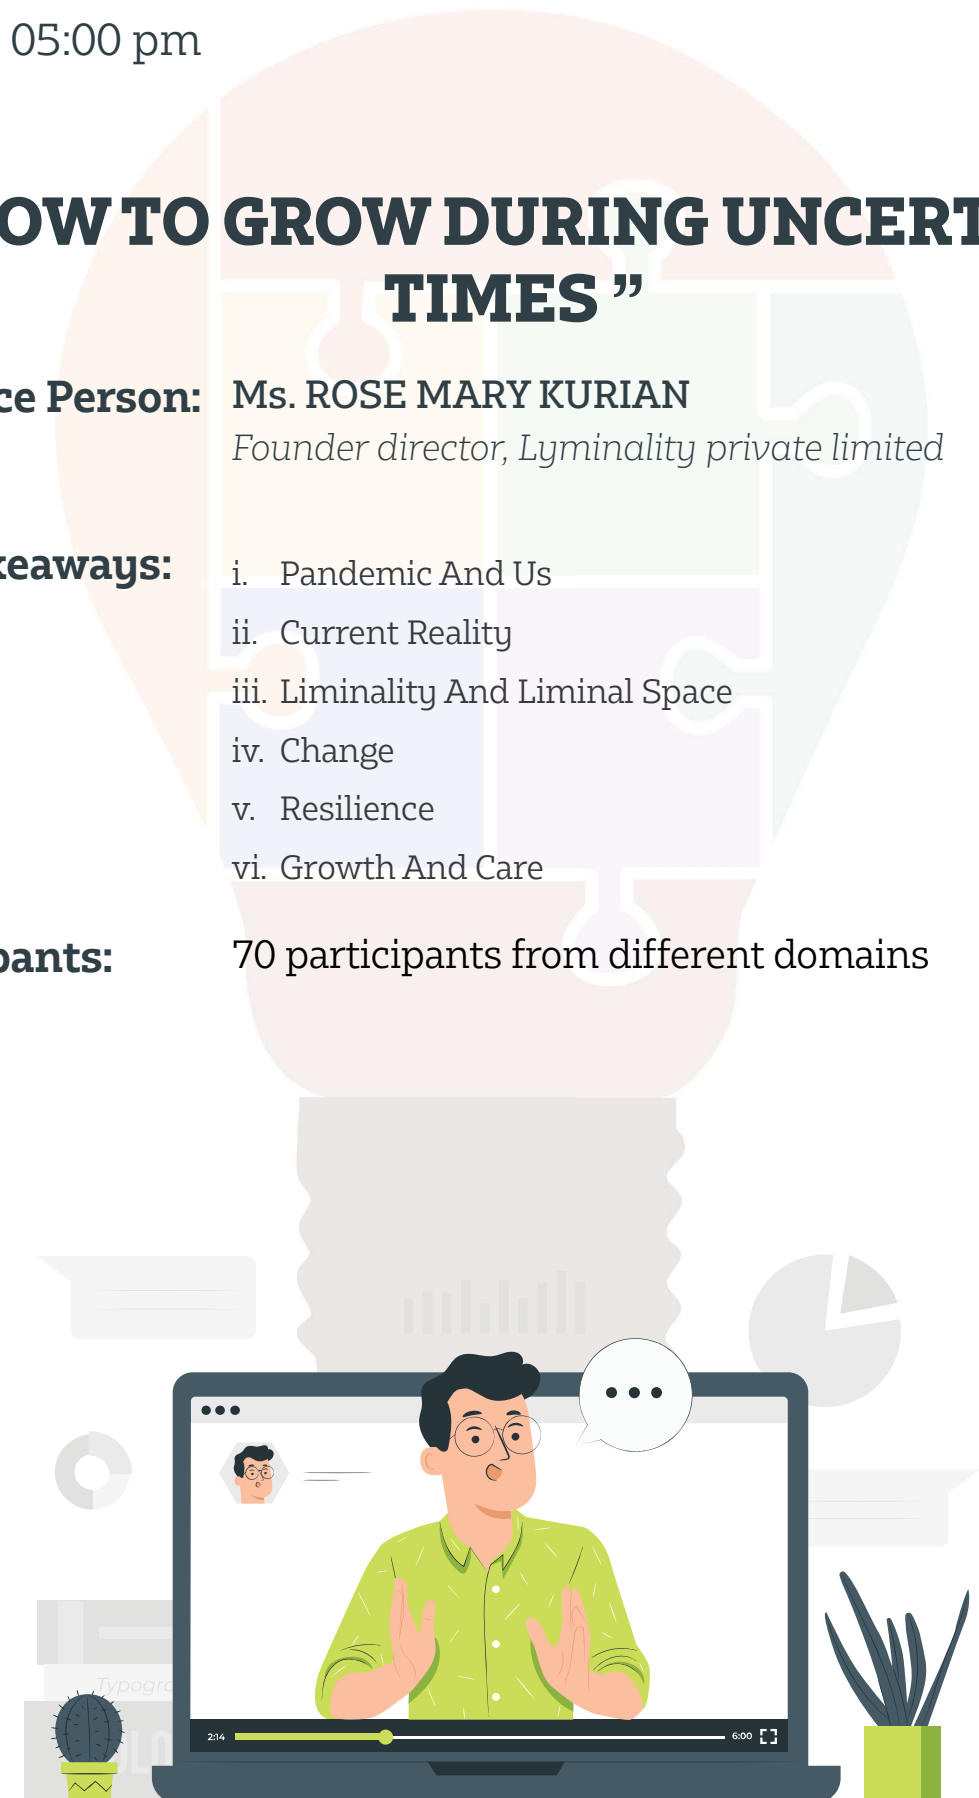 05:00 pm
OW TO GROW DURING UNCERT
TIMES ”
ce Person: Ms. ROSE MARY KURIAN
Founder director, Lyminality private limited
keaways:
i. Pandemic And Us
ii. Current Reality
iii. Liminality And Liminal Space
iv. Change
v. Resilience
vi. Growth And Care
pants: 70 participants from different domains
Typogra
2:14 6:00